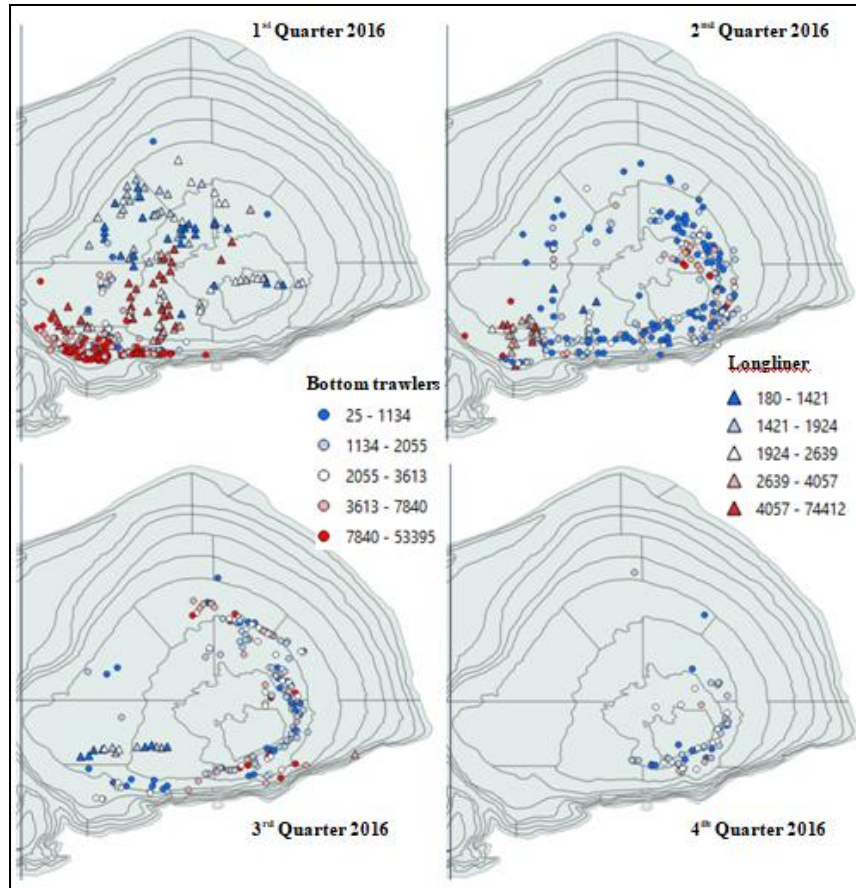 1st Quarter 2016
2nd Quarter 2016
Bottom trawlers
25 - 1134
1134 - 2055
2055 - 3613
3613 - 7840
7840 - 53395
Longliner
180 - 1421
1421 - 1924
1924 - 2639
2639 - 4057
4057 - 74412
3rd Quarter 2016
4th Quarter 2016